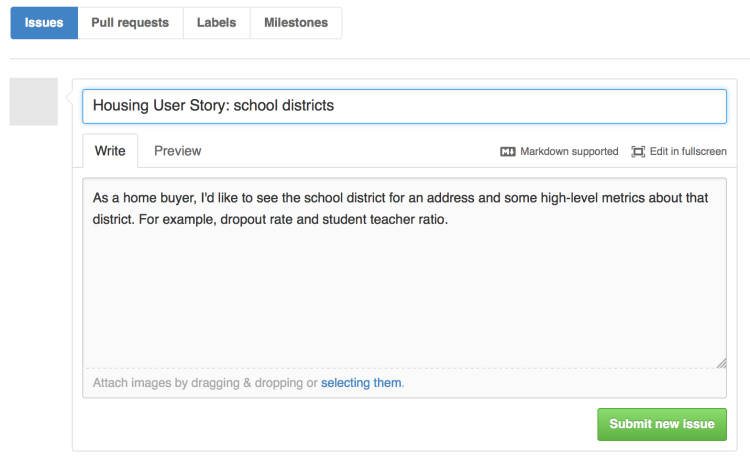 Issues Pull requests Labels Milestones
Housing User Story: school districts
Write Preview Markdown supported Edit in fullscreen
As a home buyer, I'd like to see the school district for an address and some high-level metrics about that
district. For example, dropout rate and student teacher ratio.
Attach images by dragging & dropping or selecting them.
Submit new issue